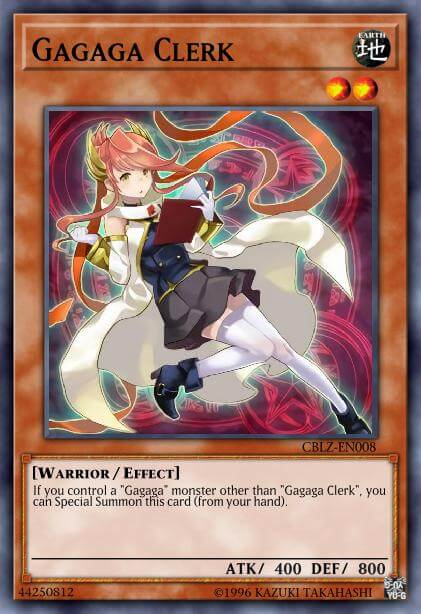 Gagaga Clerk
EARTH
地
CBLZ-EN008
[Warrior / Effect]
If you control a "Gagaga" monster other than "Gagaga Clerk", you
can Special Summon this card (from your hand).
ATK/ 400 DEF/ 800
44250812
©1996 KAZUKI TAKAHASHI